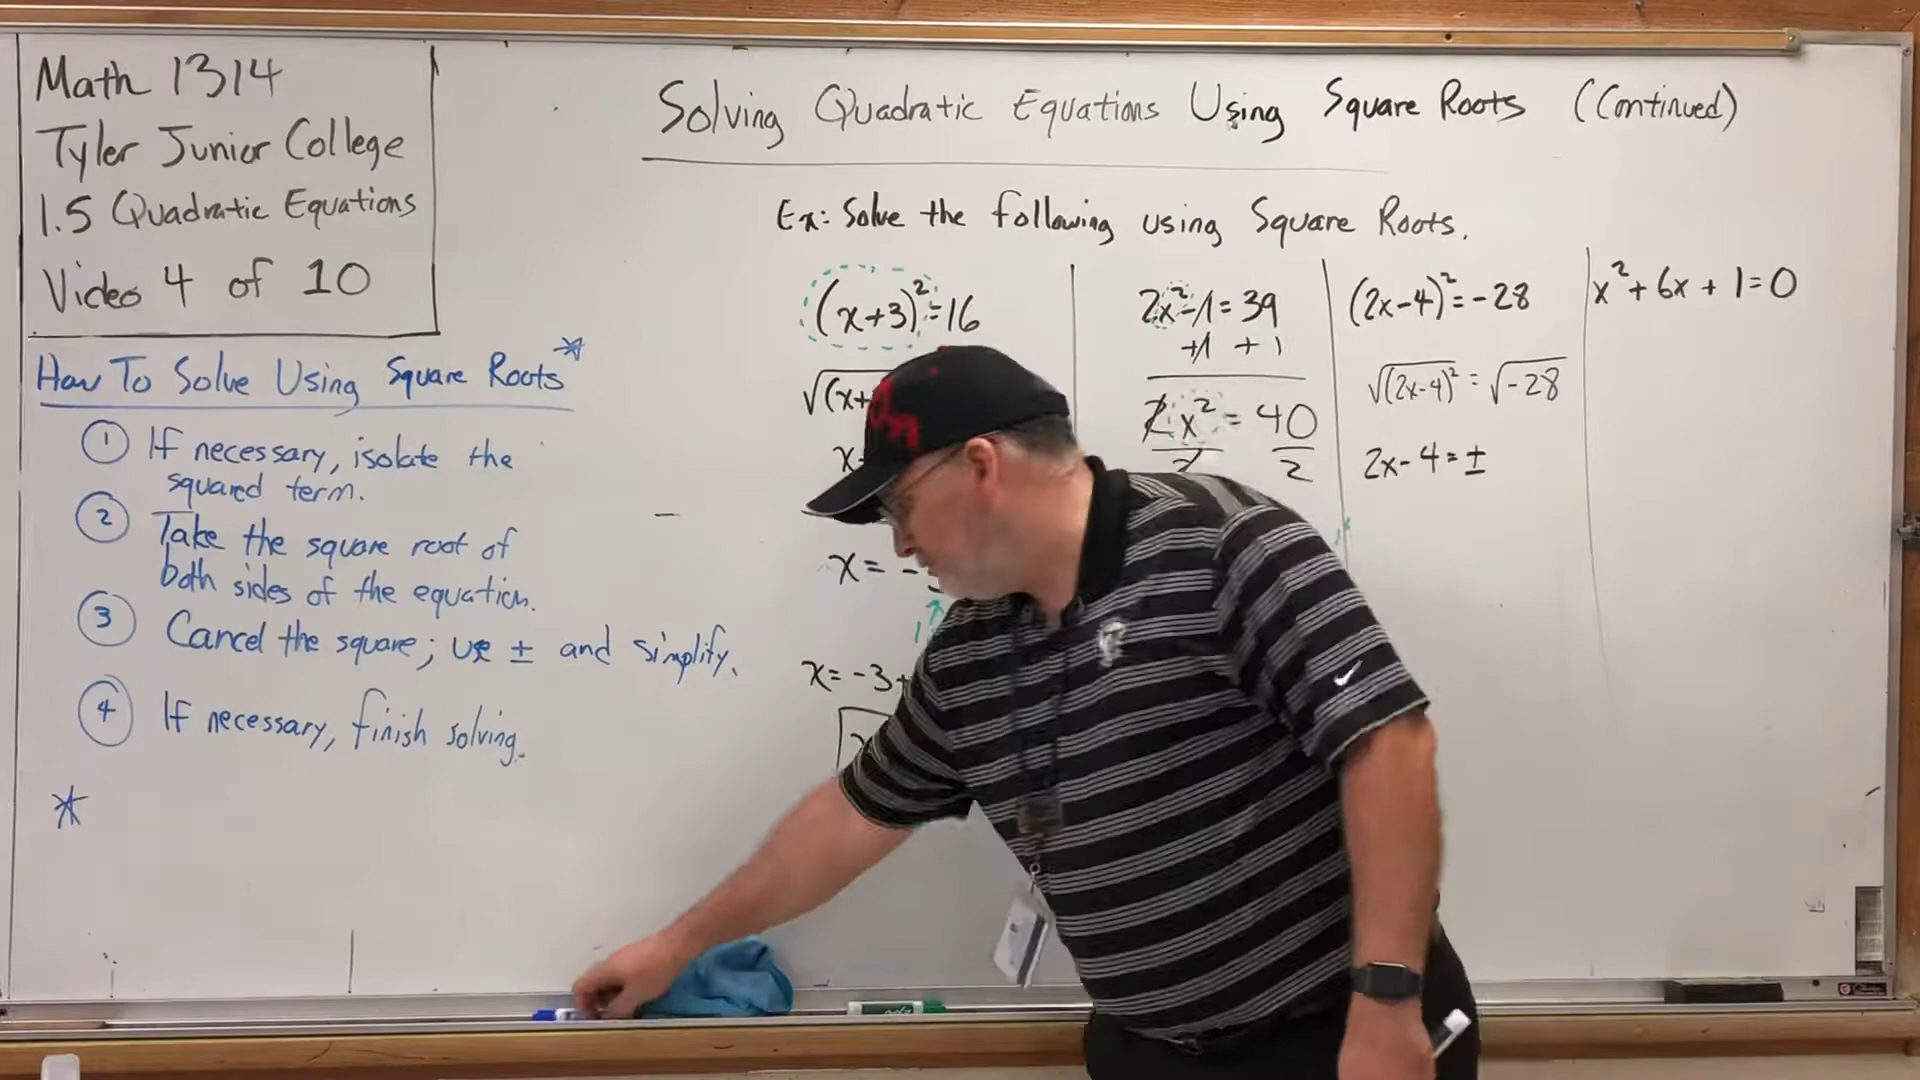 Math 1314
Tyler Junior College
1.5 Quadratic Equations
Video 4 of 10
Solving Quadratic Equations Using Square Roots (Continued)
Ex: Solve the following using Square Roots.
How To Solve Using Square Roots*
① If necessary, isolate the
squared term.
② Take the square root of
both sides of the equation.
③ Cancel the square; use ± and simplify.
④ If necessary, finish solving.
*
(x+3)²=16
√(x+
x
x = -
x = -3+
2x²-1=39
+1 +1
2x² = 40
2 2
(2x-4)²=-28
√(2x-4)² = √-28
2x-4=±
x²+6x+1=0